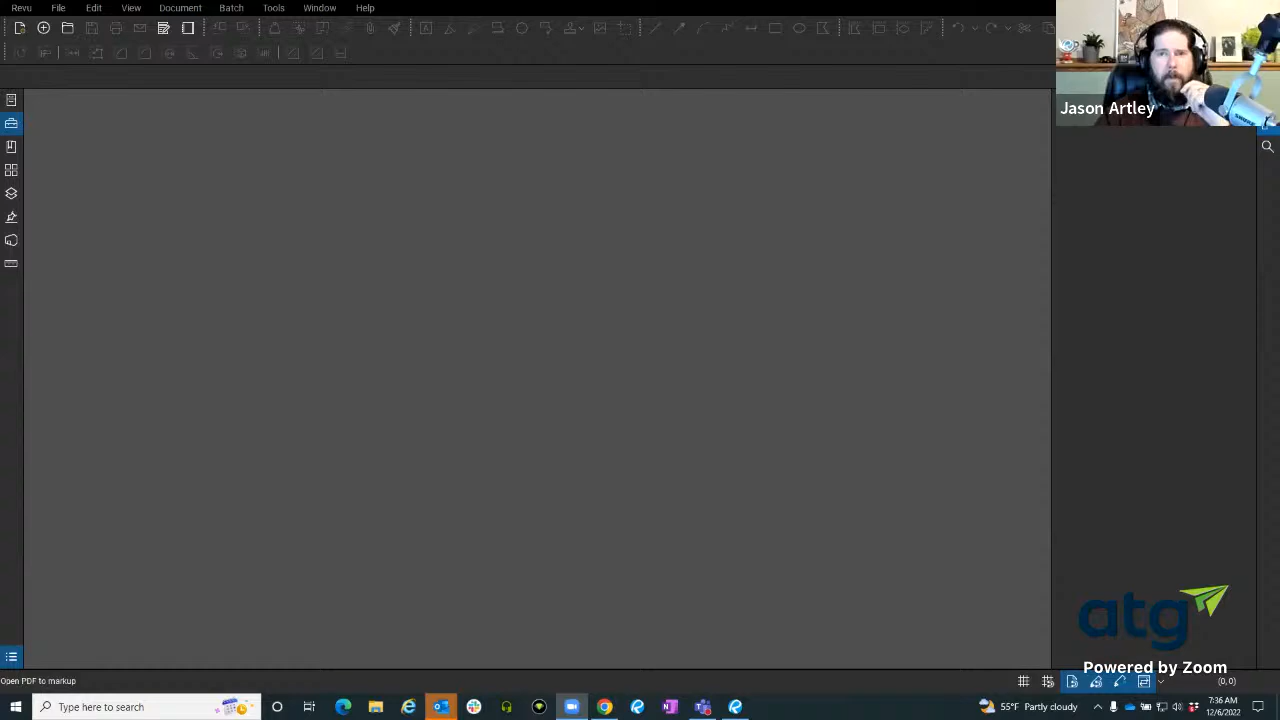 Revu File Edit View Document Batch Tools Window Help
Jason Artley
atg
Powered by Zoom
Open PDF to markup
(0,0)
Type here to search
55°F Partly cloudy
7:36 AM
12/6/2022